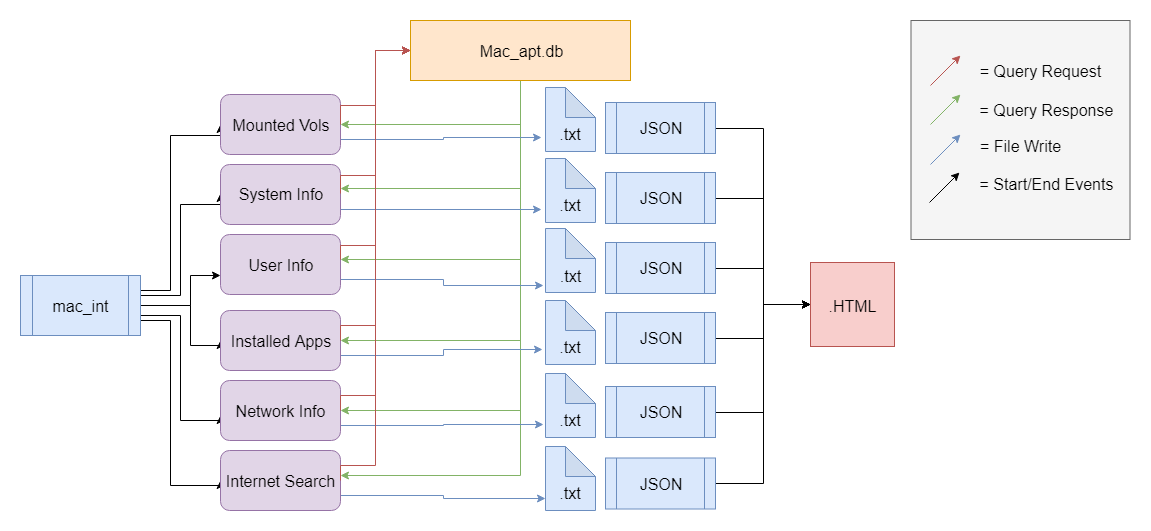 Mac_apt.db
= Query Request
= Query Response
= File Write
= Start/End Events
mac_int
Mounted Vols
.txt
JSON
System Info
.txt
JSON
User Info
.txt
JSON
Installed Apps
.txt
JSON
Network Info
.txt
JSON
Internet Search
.txt
JSON
.HTML